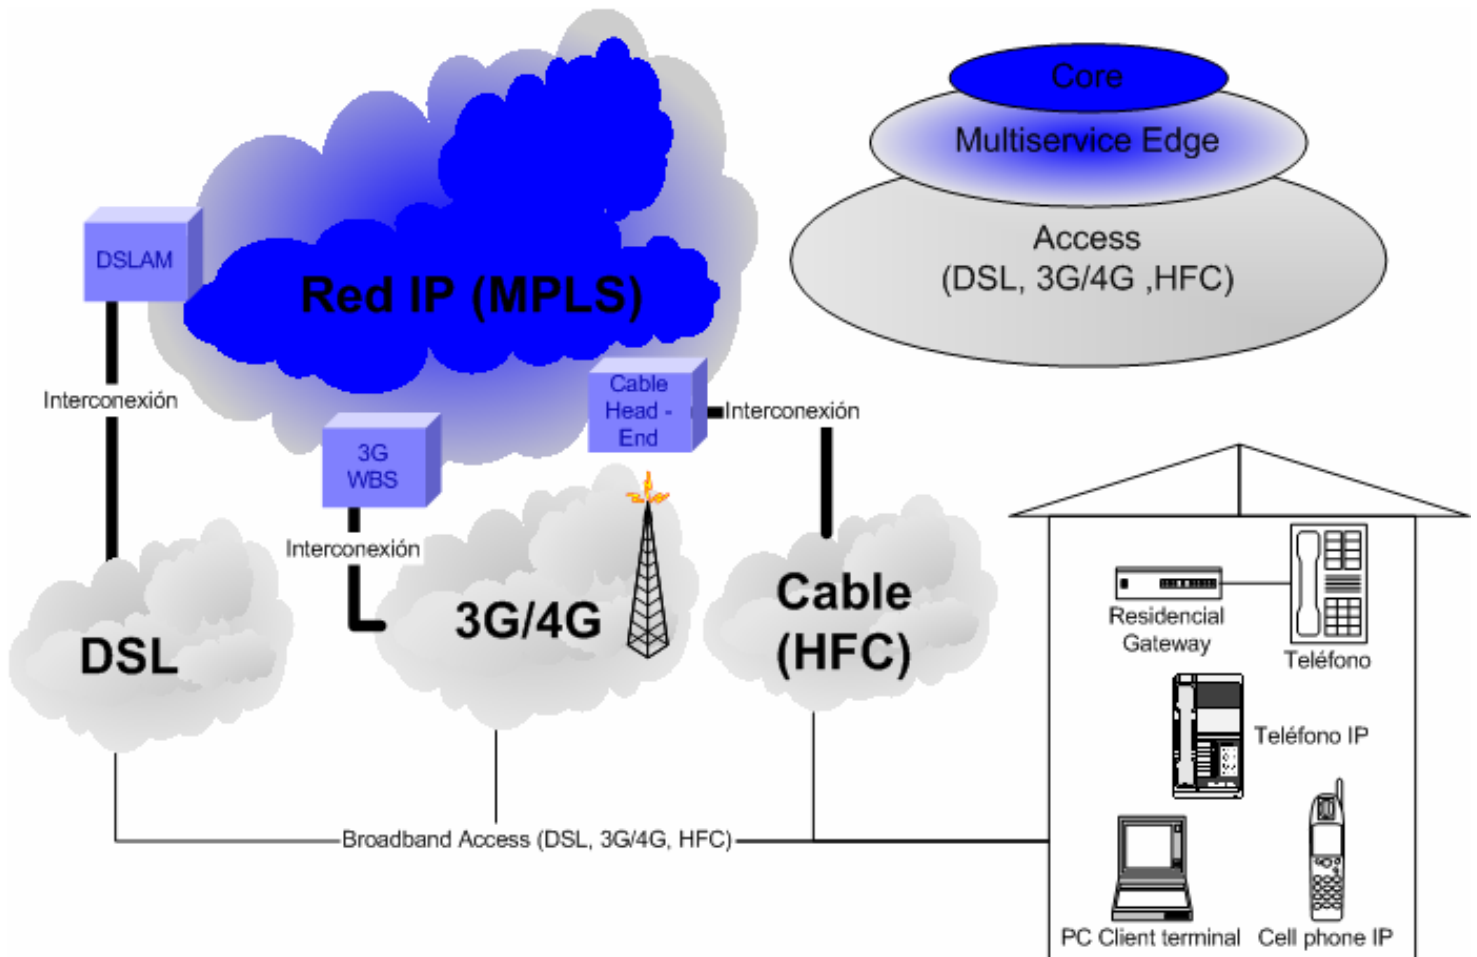 Core
Multiservice Edge
Access
(DSL, 3G/4G ,HFC)
DSLAM
Red IP (MPLS)
Interconexión
Cable
Head -
End
Interconexión
3G
WBS
Interconexión
DSL
3G/4G
Cable
(HFC)
Broadband Access (DSL, 3G/4G, HFC)
Residencial
Gateway
Teléfono
Teléfono IP
PC Client terminal
Cell phone IP